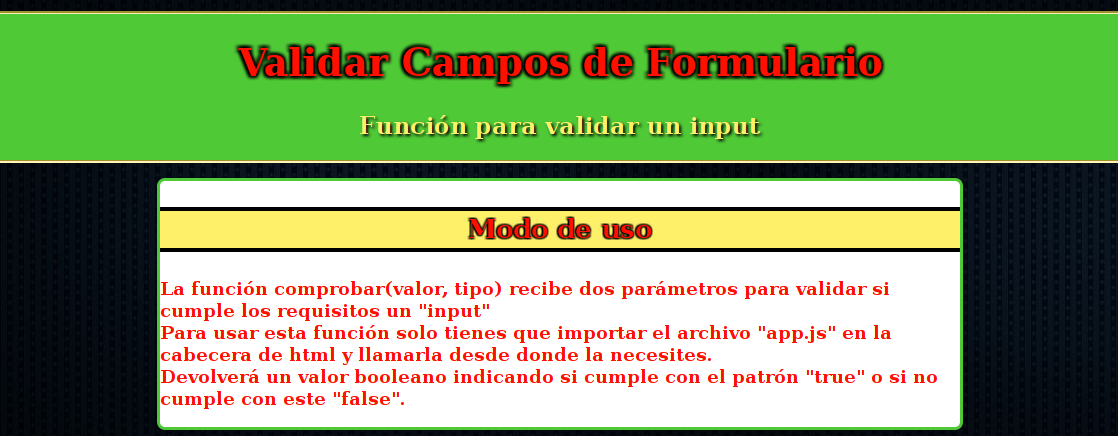 Validar Campos de Formulario
Función para validar un input
Modo de uso
La función comprobar(valor, tipo) recibe dos parámetros para validar si
cumple los requisitos un "input"
Para usar esta función solo tienes que importar el archivo "app.js" en la
cabecera de html y llamarla desde donde la necesites.
Devolverá un valor booleano indicando si cumple con el patrón "true" o si no
cumple con este "false".